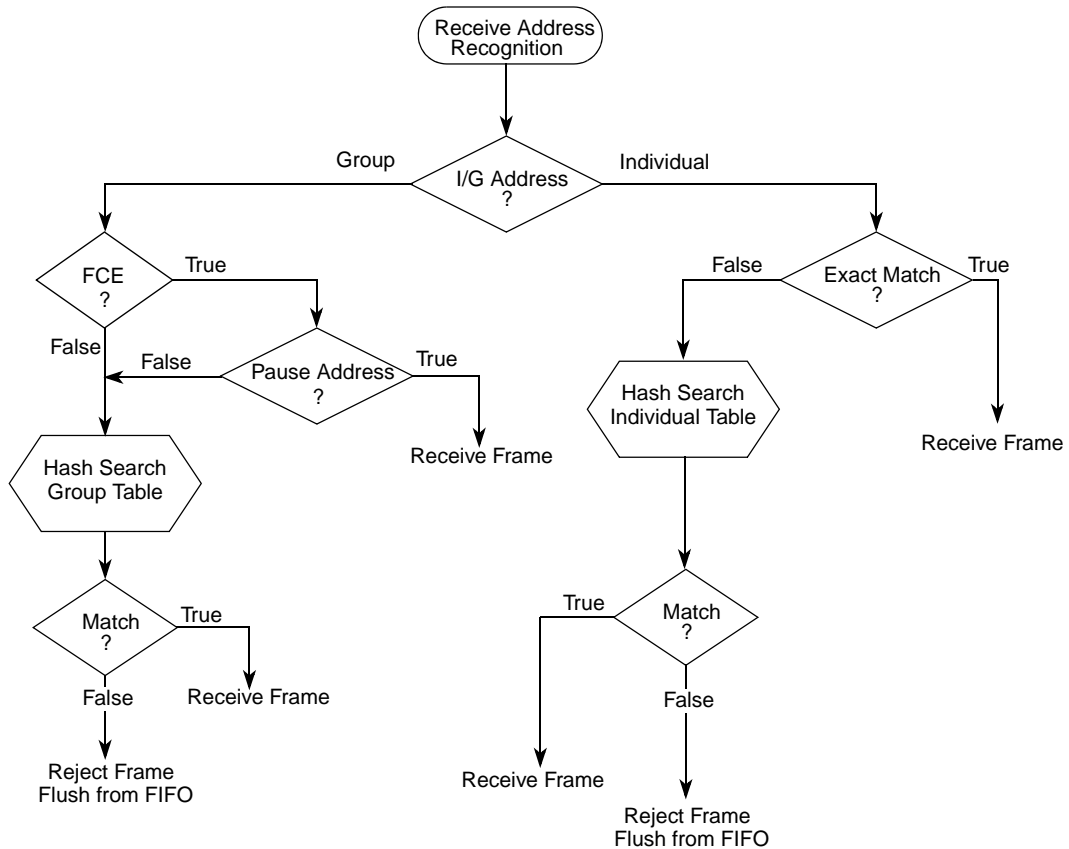 Receive Address
Recognition
Group
I/G Address
?
Individual
FCE
?
True
False
Exact Match
?
True
False
False
Pause Address
?
True
Hash Search
Individual Table
Receive Frame
Receive Frame
Hash Search
Group Table
Match
?
True
True
Match
?
False
Receive Frame
False
Reject Frame
Flush from FIFO
Receive Frame
Reject Frame
Flush from FIFO